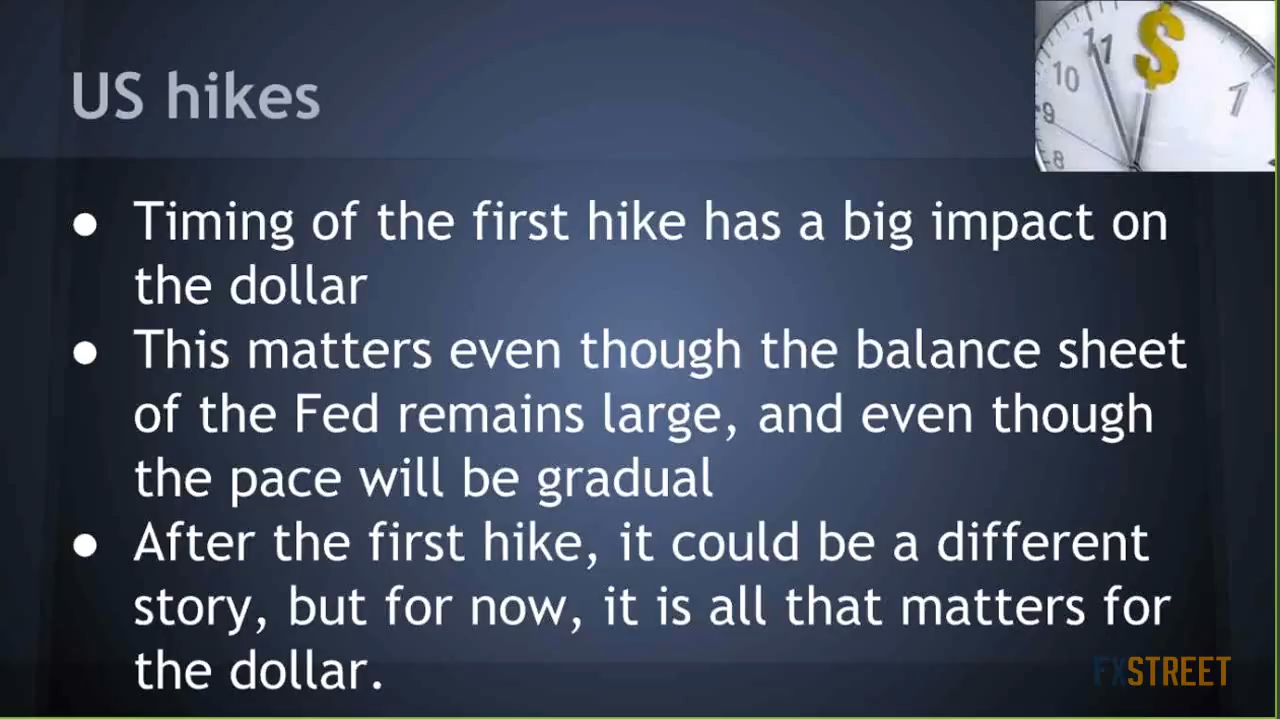 US hikes
11
10
9
8
$
1
● Timing of the first hike has a big impact on
the dollar
● This matters even though the balance sheet
of the Fed remains large, and even though
the pace will be gradual
● After the first hike, it could be a different
story, but for now, it is all that matters for
the dollar.
FXSTREET